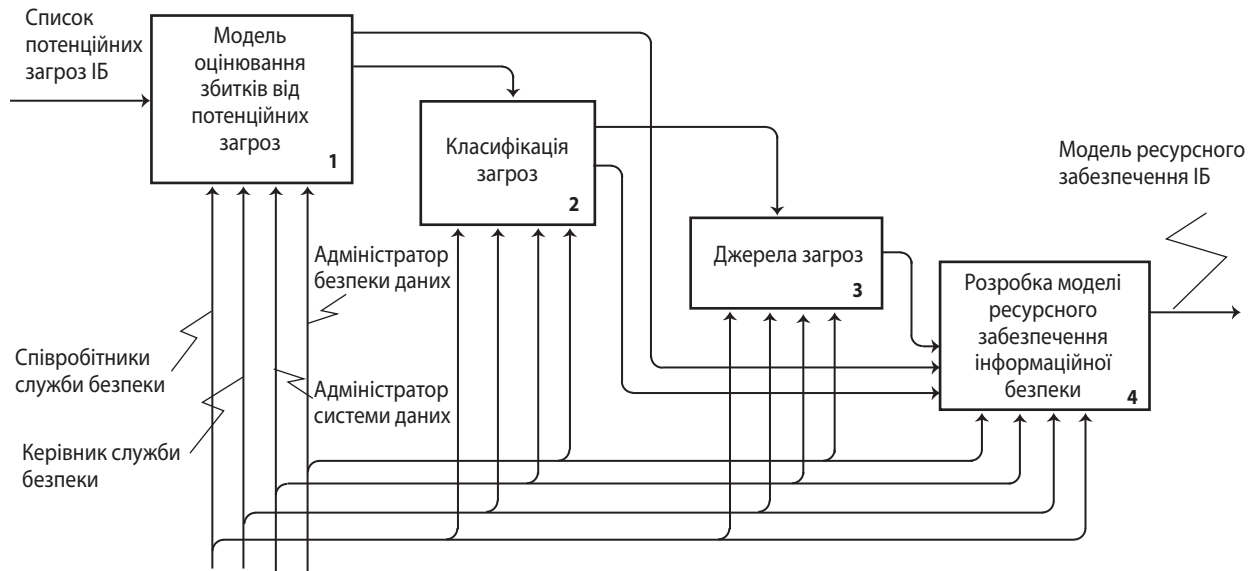 Список
потенційних
загроз ІБ
Модель
оцінювання
збитків від
потенційних
загроз
1
Класифікація
загроз
2
Модель ресурсного
забезпечення ІБ
Джерела загроз
3
Розробка моделі
ресурсного
забезпечення
інформаційної
безпеки
4
Адміністратор
безпеки даних
Співробітники
служби безпеки
Адміністратор
системи даних
Керівник служби
безпеки